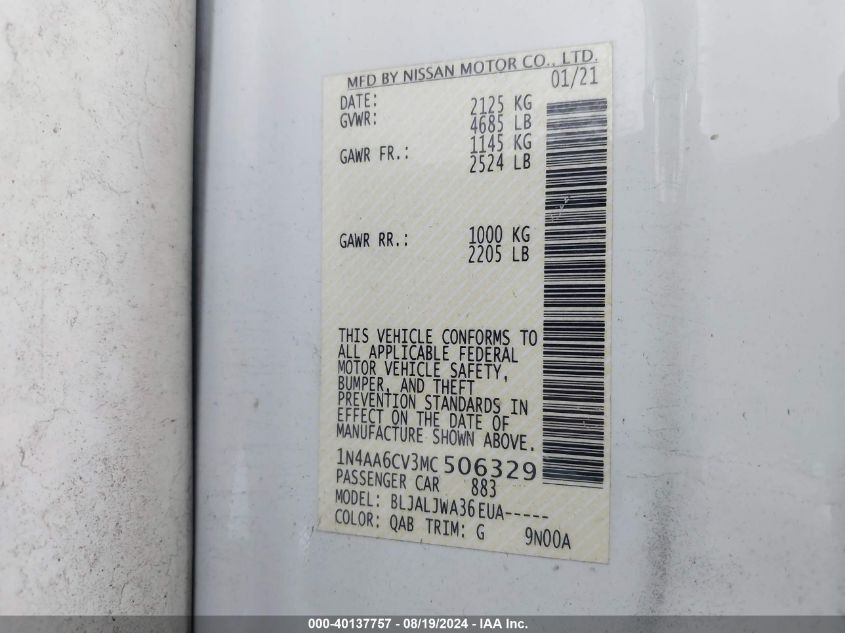 MFD BY NISSAN MOTOR CO., LTD.
DATE: 01/21
GVWR: 2125 KG
4685 LB
GAWR FR.: 1145 KG
2524 LB
GAWR RR.: 1000 KG
2205 LB
THIS VEHICLE CONFORMS TO
ALL APPLICABLE FEDERAL
MOTOR VEHICLE SAFETY,
BUMPER, AND THEFT
PREVENTION STANDARDS IN
EFFECT ON THE DATE OF
MANUFACTURE SHOWN ABOVE.
1N4AA6CV3MC506329
PASSENGER CAR 883
MODEL: BLJALJWA36EUA-----
COLOR: QAB TRIM: G 9N00A
000-40137757 - 08/19/2024 - IAA Inc.